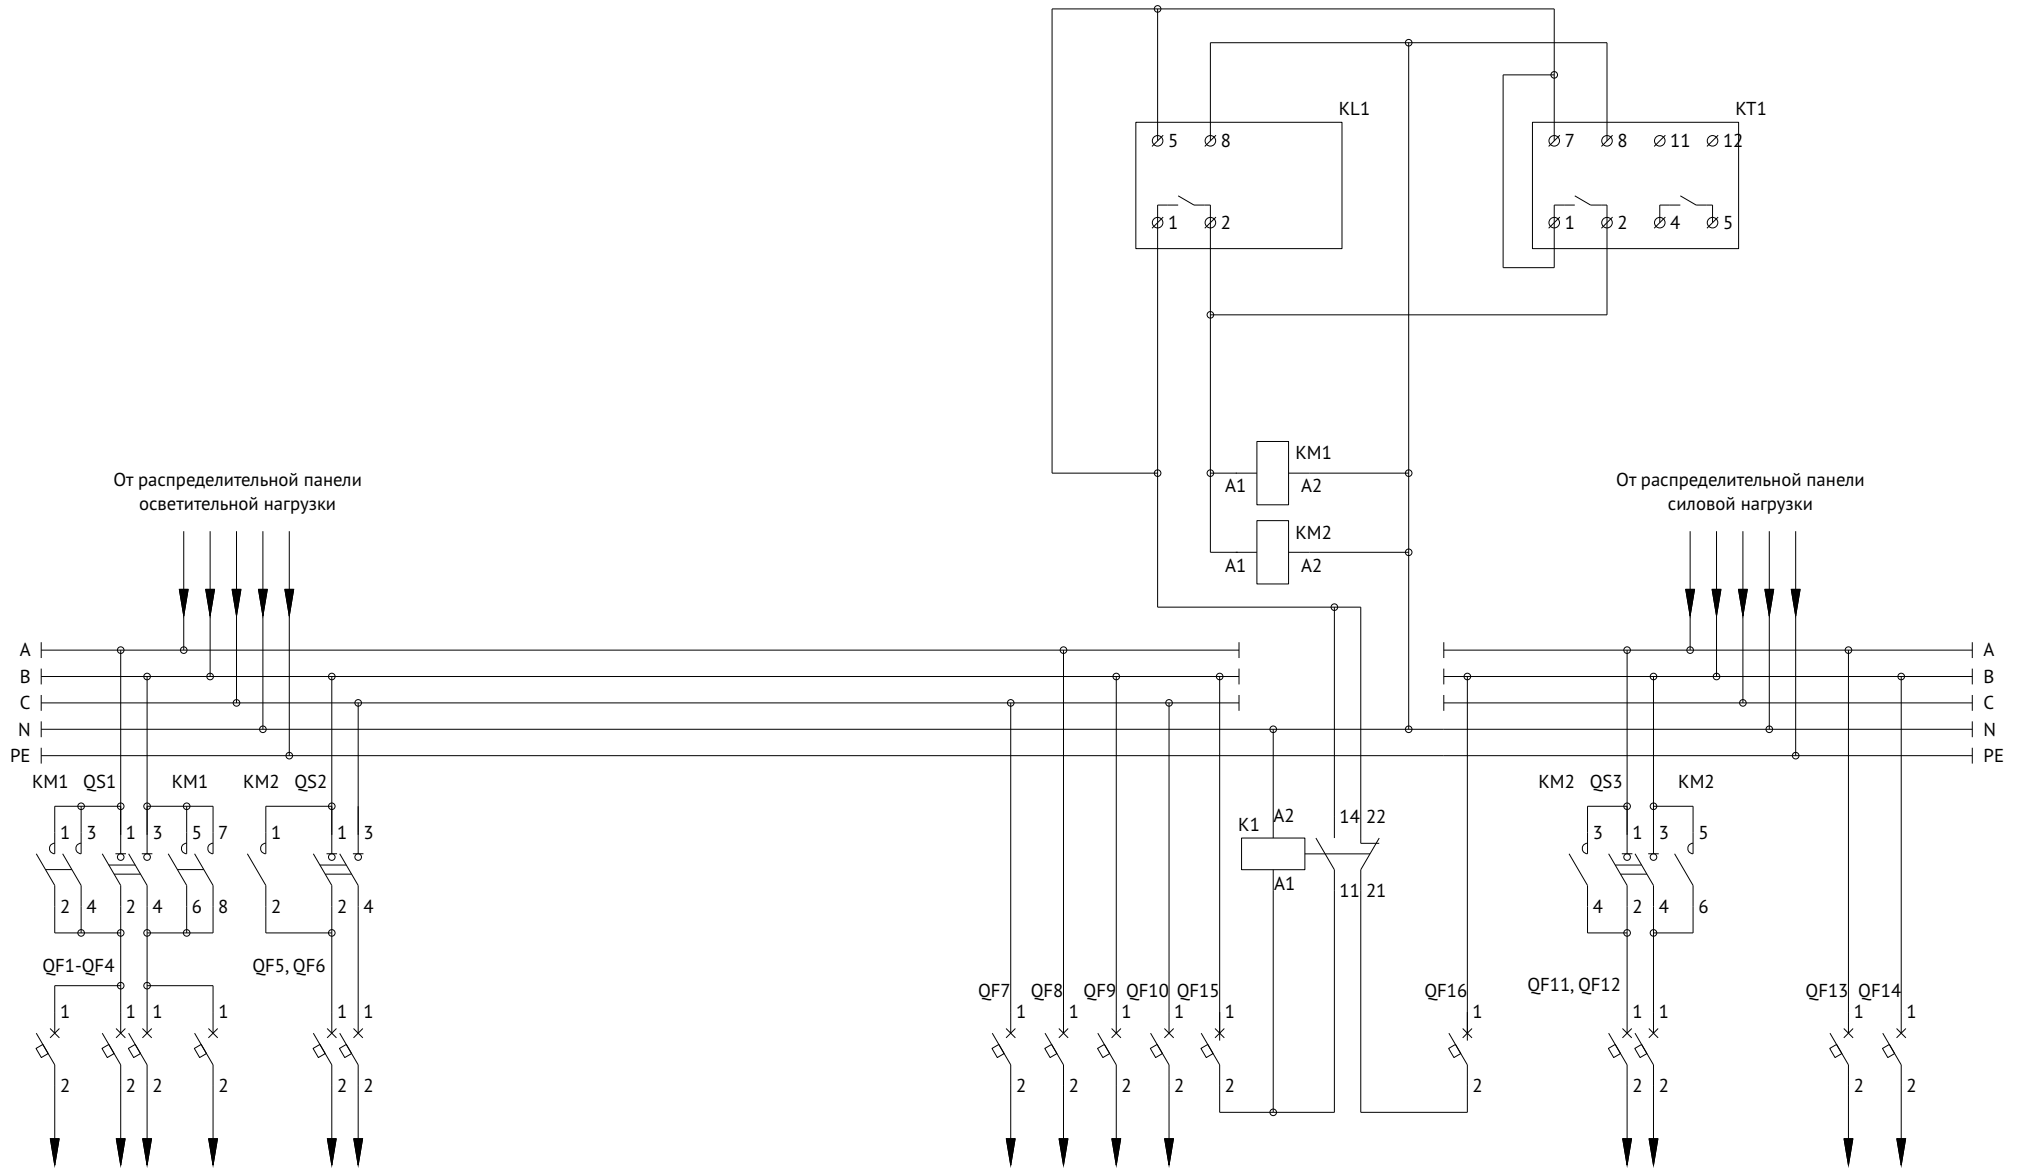 KL1
KT1
5 8
7 8 11 12
1 2
1 2 4 5
KM1
A1 A2
KM2
A1 A2
От распределительной панели
осветительной нагрузки
От распределительной панели
силовой нагрузки
A A
B B
C C
N N
PE PE
KM1 QS1 KM1 KM2 QS2
KM2 QS3 KM2
1 3 1 3 5 7 1 1 3
K1 A2 14 22
3 1 3 5
A1 11 21
2 4 2 4 6 8 2 2 4
4 2 4 6
QF1-QF4 QF5, QF6
QF7 QF8 QF9 QF10 QF15 QF16 QF11, QF12 QF13 QF14
1 1 1 1 1 1 1 1 1 1 1 1 1 1 1 1
2 2 2 2 2 2 2 2 2 2 2 2 2 2 2 2